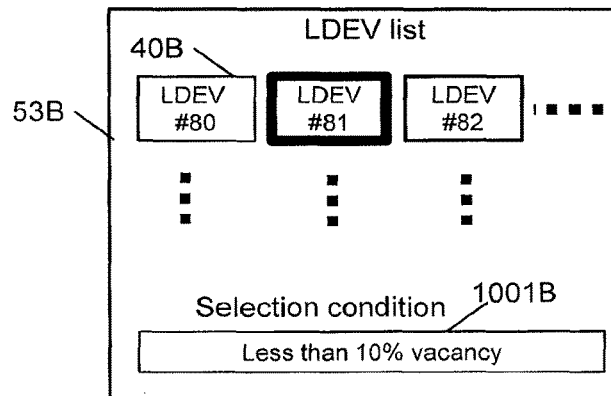 LDEV list
40B
53B
LDEV
#80
LDEV
#81
LDEV
#82
Selection condition
1001B
Less than 10% vacancy